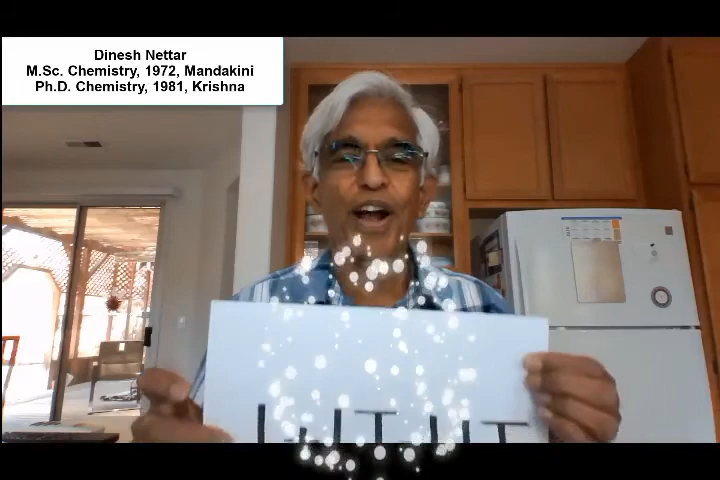 Dinesh Nettar
M.Sc. Chemistry, 1972, Mandakini
Ph.D. Chemistry, 1981, Krishna